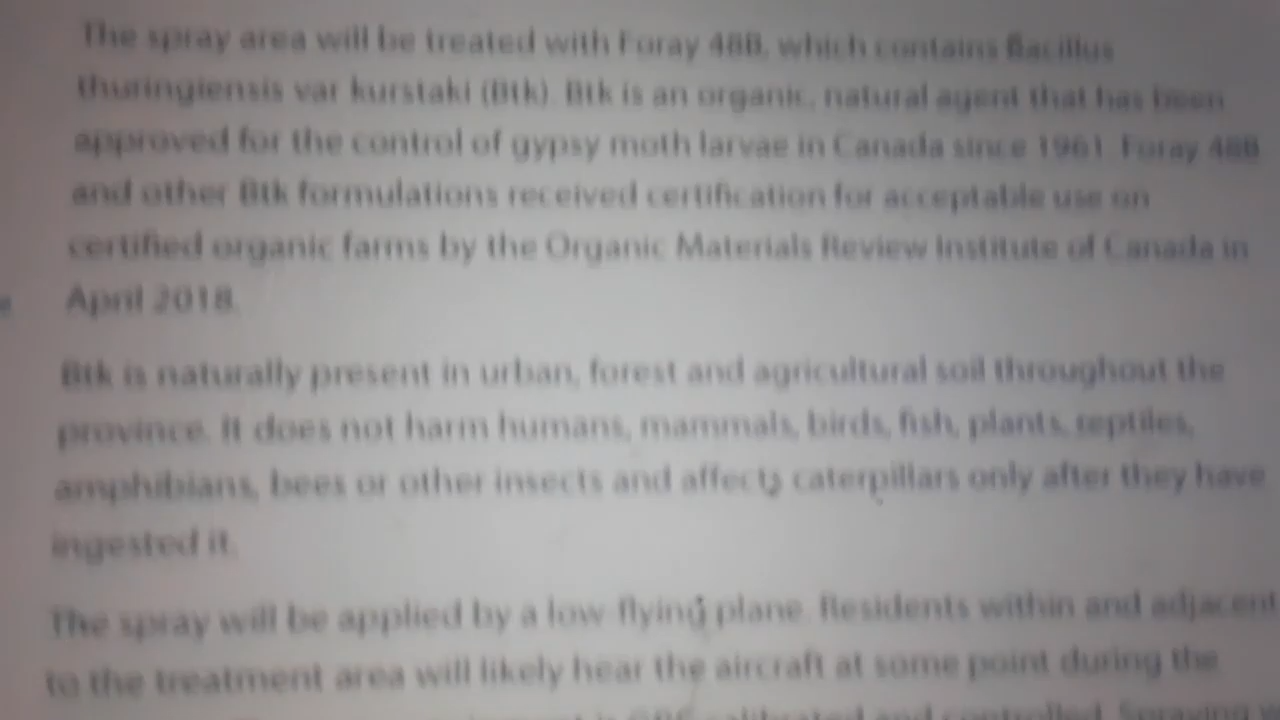 The spray area will be treated with Foray 48B, which contains Bacillus
thuringiensis var kurstaki (Btk). Btk is an organic, natural agent that has been
approved for the control of gypsy moth larvae in Canada since 1961. Foray 48B
and other Btk formulations received certification for acceptable use on
certified organic farms by the Organic Materials Review Institute of Canada in
April 2018.
Btk is naturally present in urban, forest and agricultural soil throughout the
province. It does not harm humans, mammals, birds, fish, plants, reptiles,
amphibians, bees or other insects and affects caterpillars only after they have
ingested it.
The spray will be applied by a low-flying plane. Residents within and adjacent
to the treatment area will likely hear the aircraft at some point during the
calibrated and controlled. Spraying